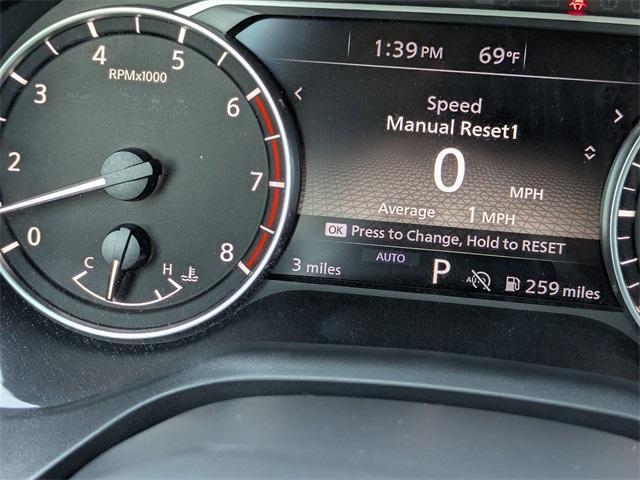 1:39 PM 69°F
4 5
RPMx1000
3 6
2 7
0 8
C H
< >
Speed
Manual Reset1
0 MPH
Average 1 MPH
OK Press to Change, Hold to RESET
3 miles AUTO P 259 miles